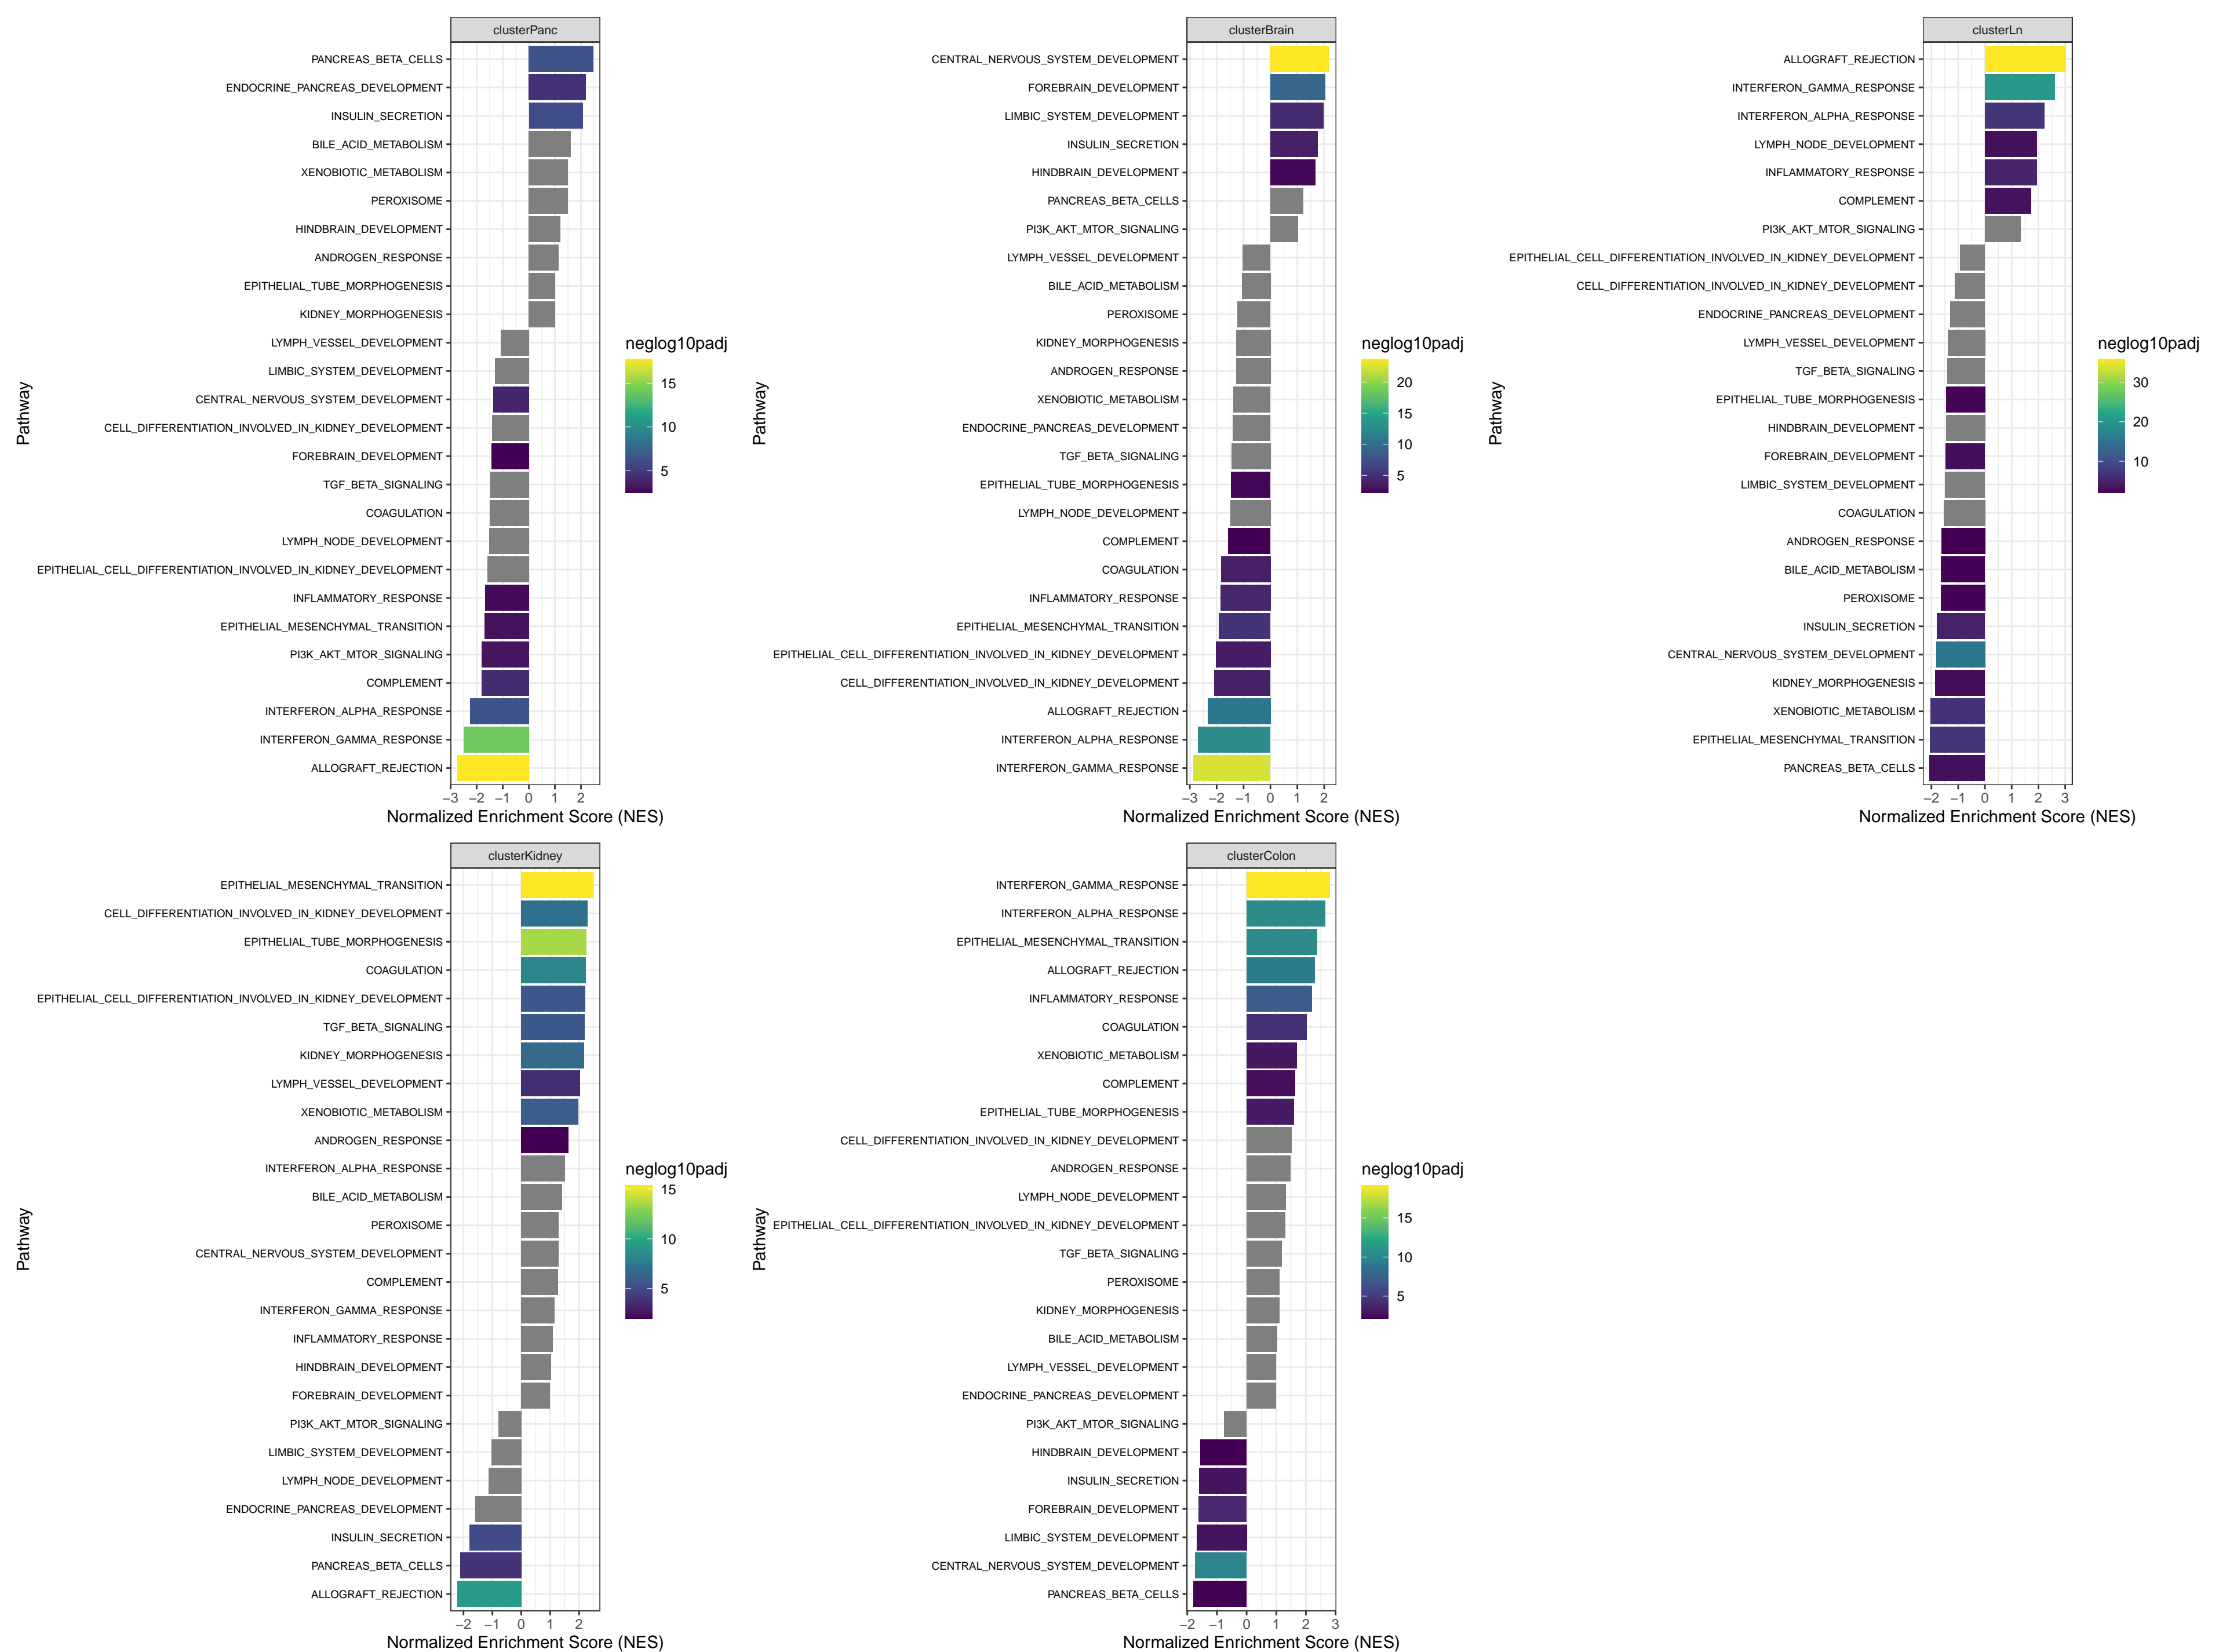 clusterPanc
Pathway
PANCREAS_BETA_CELLS
ENDOCRINE_PANCREAS_DEVELOPMENT
INSULIN_SECRETION
BILE_ACID_METABOLISM
XENOBIOTIC_METABOLISM
PEROXISOME
HINDBRAIN_DEVELOPMENT
ANDROGEN_RESPONSE
EPITHELIAL_TUBE_MORPHOGENESIS
KIDNEY_MORPHOGENESIS
LYMPH_VESSEL_DEVELOPMENT
LIMBIC_SYSTEM_DEVELOPMENT
CENTRAL_NERVOUS_SYSTEM_DEVELOPMENT
CELL_DIFFERENTIATION_INVOLVED_IN_KIDNEY_DEVELOPMENT
FOREBRAIN_DEVELOPMENT
TGF_BETA_SIGNALING
COAGULATION
LYMPH_NODE_DEVELOPMENT
EPITHELIAL_CELL_DIFFERENTIATION_INVOLVED_IN_KIDNEY_DEVELOPMENT
INFLAMMATORY_RESPONSE
EPITHELIAL_MESENCHYMAL_TRANSITION
PI3K_AKT_MTOR_SIGNALING
COMPLEMENT
INTERFERON_ALPHA_RESPONSE
INTERFERON_GAMMA_RESPONSE
ALLOGRAFT_REJECTION
−3 −2 −1 0 1 2
Normalized Enrichment Score (NES)
neglog10padj
15
10
5
clusterBrain
Pathway
CENTRAL_NERVOUS_SYSTEM_DEVELOPMENT
FOREBRAIN_DEVELOPMENT
LIMBIC_SYSTEM_DEVELOPMENT
INSULIN_SECRETION
HINDBRAIN_DEVELOPMENT
PANCREAS_BETA_CELLS
PI3K_AKT_MTOR_SIGNALING
LYMPH_VESSEL_DEVELOPMENT
BILE_ACID_METABOLISM
PEROXISOME
KIDNEY_MORPHOGENESIS
ANDROGEN_RESPONSE
XENOBIOTIC_METABOLISM
ENDOCRINE_PANCREAS_DEVELOPMENT
TGF_BETA_SIGNALING
EPITHELIAL_TUBE_MORPHOGENESIS
LYMPH_NODE_DEVELOPMENT
COMPLEMENT
COAGULATION
INFLAMMATORY_RESPONSE
EPITHELIAL_MESENCHYMAL_TRANSITION
EPITHELIAL_CELL_DIFFERENTIATION_INVOLVED_IN_KIDNEY_DEVELOPMENT
CELL_DIFFERENTIATION_INVOLVED_IN_KIDNEY_DEVELOPMENT
ALLOGRAFT_REJECTION
INTERFERON_ALPHA_RESPONSE
INTERFERON_GAMMA_RESPONSE
−3 −2 −1 0 1 2
Normalized Enrichment Score (NES)
neglog10padj
20
15
10
5
clusterLn
Pathway
ALLOGRAFT_REJECTION
INTERFERON_GAMMA_RESPONSE
INTERFERON_ALPHA_RESPONSE
LYMPH_NODE_DEVELOPMENT
INFLAMMATORY_RESPONSE
COMPLEMENT
PI3K_AKT_MTOR_SIGNALING
EPITHELIAL_CELL_DIFFERENTIATION_INVOLVED_IN_KIDNEY_DEVELOPMENT
CELL_DIFFERENTIATION_INVOLVED_IN_KIDNEY_DEVELOPMENT
ENDOCRINE_PANCREAS_DEVELOPMENT
LYMPH_VESSEL_DEVELOPMENT
TGF_BETA_SIGNALING
EPITHELIAL_TUBE_MORPHOGENESIS
HINDBRAIN_DEVELOPMENT
FOREBRAIN_DEVELOPMENT
LIMBIC_SYSTEM_DEVELOPMENT
COAGULATION
ANDROGEN_RESPONSE
BILE_ACID_METABOLISM
PEROXISOME
INSULIN_SECRETION
CENTRAL_NERVOUS_SYSTEM_DEVELOPMENT
KIDNEY_MORPHOGENESIS
XENOBIOTIC_METABOLISM
EPITHELIAL_MESENCHYMAL_TRANSITION
PANCREAS_BETA_CELLS
−2 −1 0 1 2 3
Normalized Enrichment Score (NES)
neglog10padj
30
20
10
clusterKidney
Pathway
EPITHELIAL_MESENCHYMAL_TRANSITION
CELL_DIFFERENTIATION_INVOLVED_IN_KIDNEY_DEVELOPMENT
EPITHELIAL_TUBE_MORPHOGENESIS
COAGULATION
EPITHELIAL_CELL_DIFFERENTIATION_INVOLVED_IN_KIDNEY_DEVELOPMENT
TGF_BETA_SIGNALING
KIDNEY_MORPHOGENESIS
LYMPH_VESSEL_DEVELOPMENT
XENOBIOTIC_METABOLISM
ANDROGEN_RESPONSE
INTERFERON_ALPHA_RESPONSE
BILE_ACID_METABOLISM
PEROXISOME
CENTRAL_NERVOUS_SYSTEM_DEVELOPMENT
COMPLEMENT
INTERFERON_GAMMA_RESPONSE
INFLAMMATORY_RESPONSE
HINDBRAIN_DEVELOPMENT
FOREBRAIN_DEVELOPMENT
PI3K_AKT_MTOR_SIGNALING
LIMBIC_SYSTEM_DEVELOPMENT
LYMPH_NODE_DEVELOPMENT
ENDOCRINE_PANCREAS_DEVELOPMENT
INSULIN_SECRETION
PANCREAS_BETA_CELLS
ALLOGRAFT_REJECTION
−2 −1 0 1 2
Normalized Enrichment Score (NES)
neglog10padj
15
10
5
clusterColon
Pathway
INTERFERON_GAMMA_RESPONSE
INTERFERON_ALPHA_RESPONSE
EPITHELIAL_MESENCHYMAL_TRANSITION
ALLOGRAFT_REJECTION
INFLAMMATORY_RESPONSE
COAGULATION
XENOBIOTIC_METABOLISM
COMPLEMENT
EPITHELIAL_TUBE_MORPHOGENESIS
CELL_DIFFERENTIATION_INVOLVED_IN_KIDNEY_DEVELOPMENT
ANDROGEN_RESPONSE
LYMPH_NODE_DEVELOPMENT
EPITHELIAL_CELL_DIFFERENTIATION_INVOLVED_IN_KIDNEY_DEVELOPMENT
TGF_BETA_SIGNALING
PEROXISOME
KIDNEY_MORPHOGENESIS
BILE_ACID_METABOLISM
LYMPH_VESSEL_DEVELOPMENT
ENDOCRINE_PANCREAS_DEVELOPMENT
PI3K_AKT_MTOR_SIGNALING
HINDBRAIN_DEVELOPMENT
INSULIN_SECRETION
FOREBRAIN_DEVELOPMENT
LIMBIC_SYSTEM_DEVELOPMENT
CENTRAL_NERVOUS_SYSTEM_DEVELOPMENT
PANCREAS_BETA_CELLS
−2 −1 0 1 2 3
Normalized Enrichment Score (NES)
neglog10padj
15
10
5